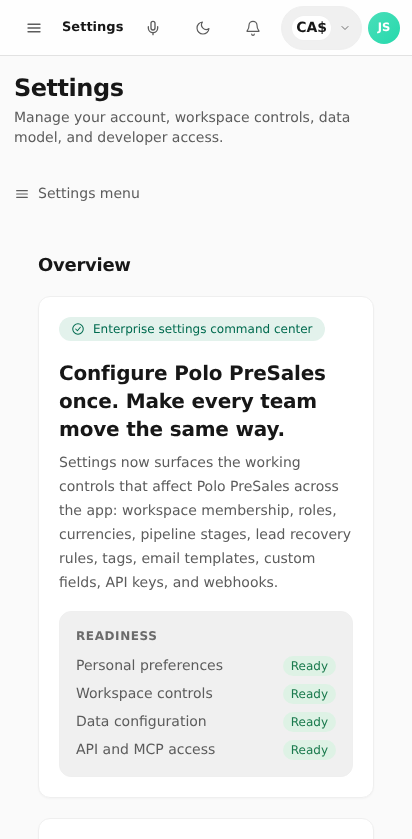 Settings
CA$
JS
Settings
Manage your account, workspace controls, data
model, and developer access.
Settings menu
Overview
Enterprise settings command center
Configure Polo PreSales
once. Make every team
move the same way.
Settings now surfaces the working
controls that affect Polo PreSales across
the app: workspace membership, roles,
currencies, pipeline stages, lead recovery
rules, tags, email templates, custom
fields, API keys, and webhooks.
READINESS
Personal preferences Ready
Workspace controls Ready
Data configuration Ready
API and MCP access Ready